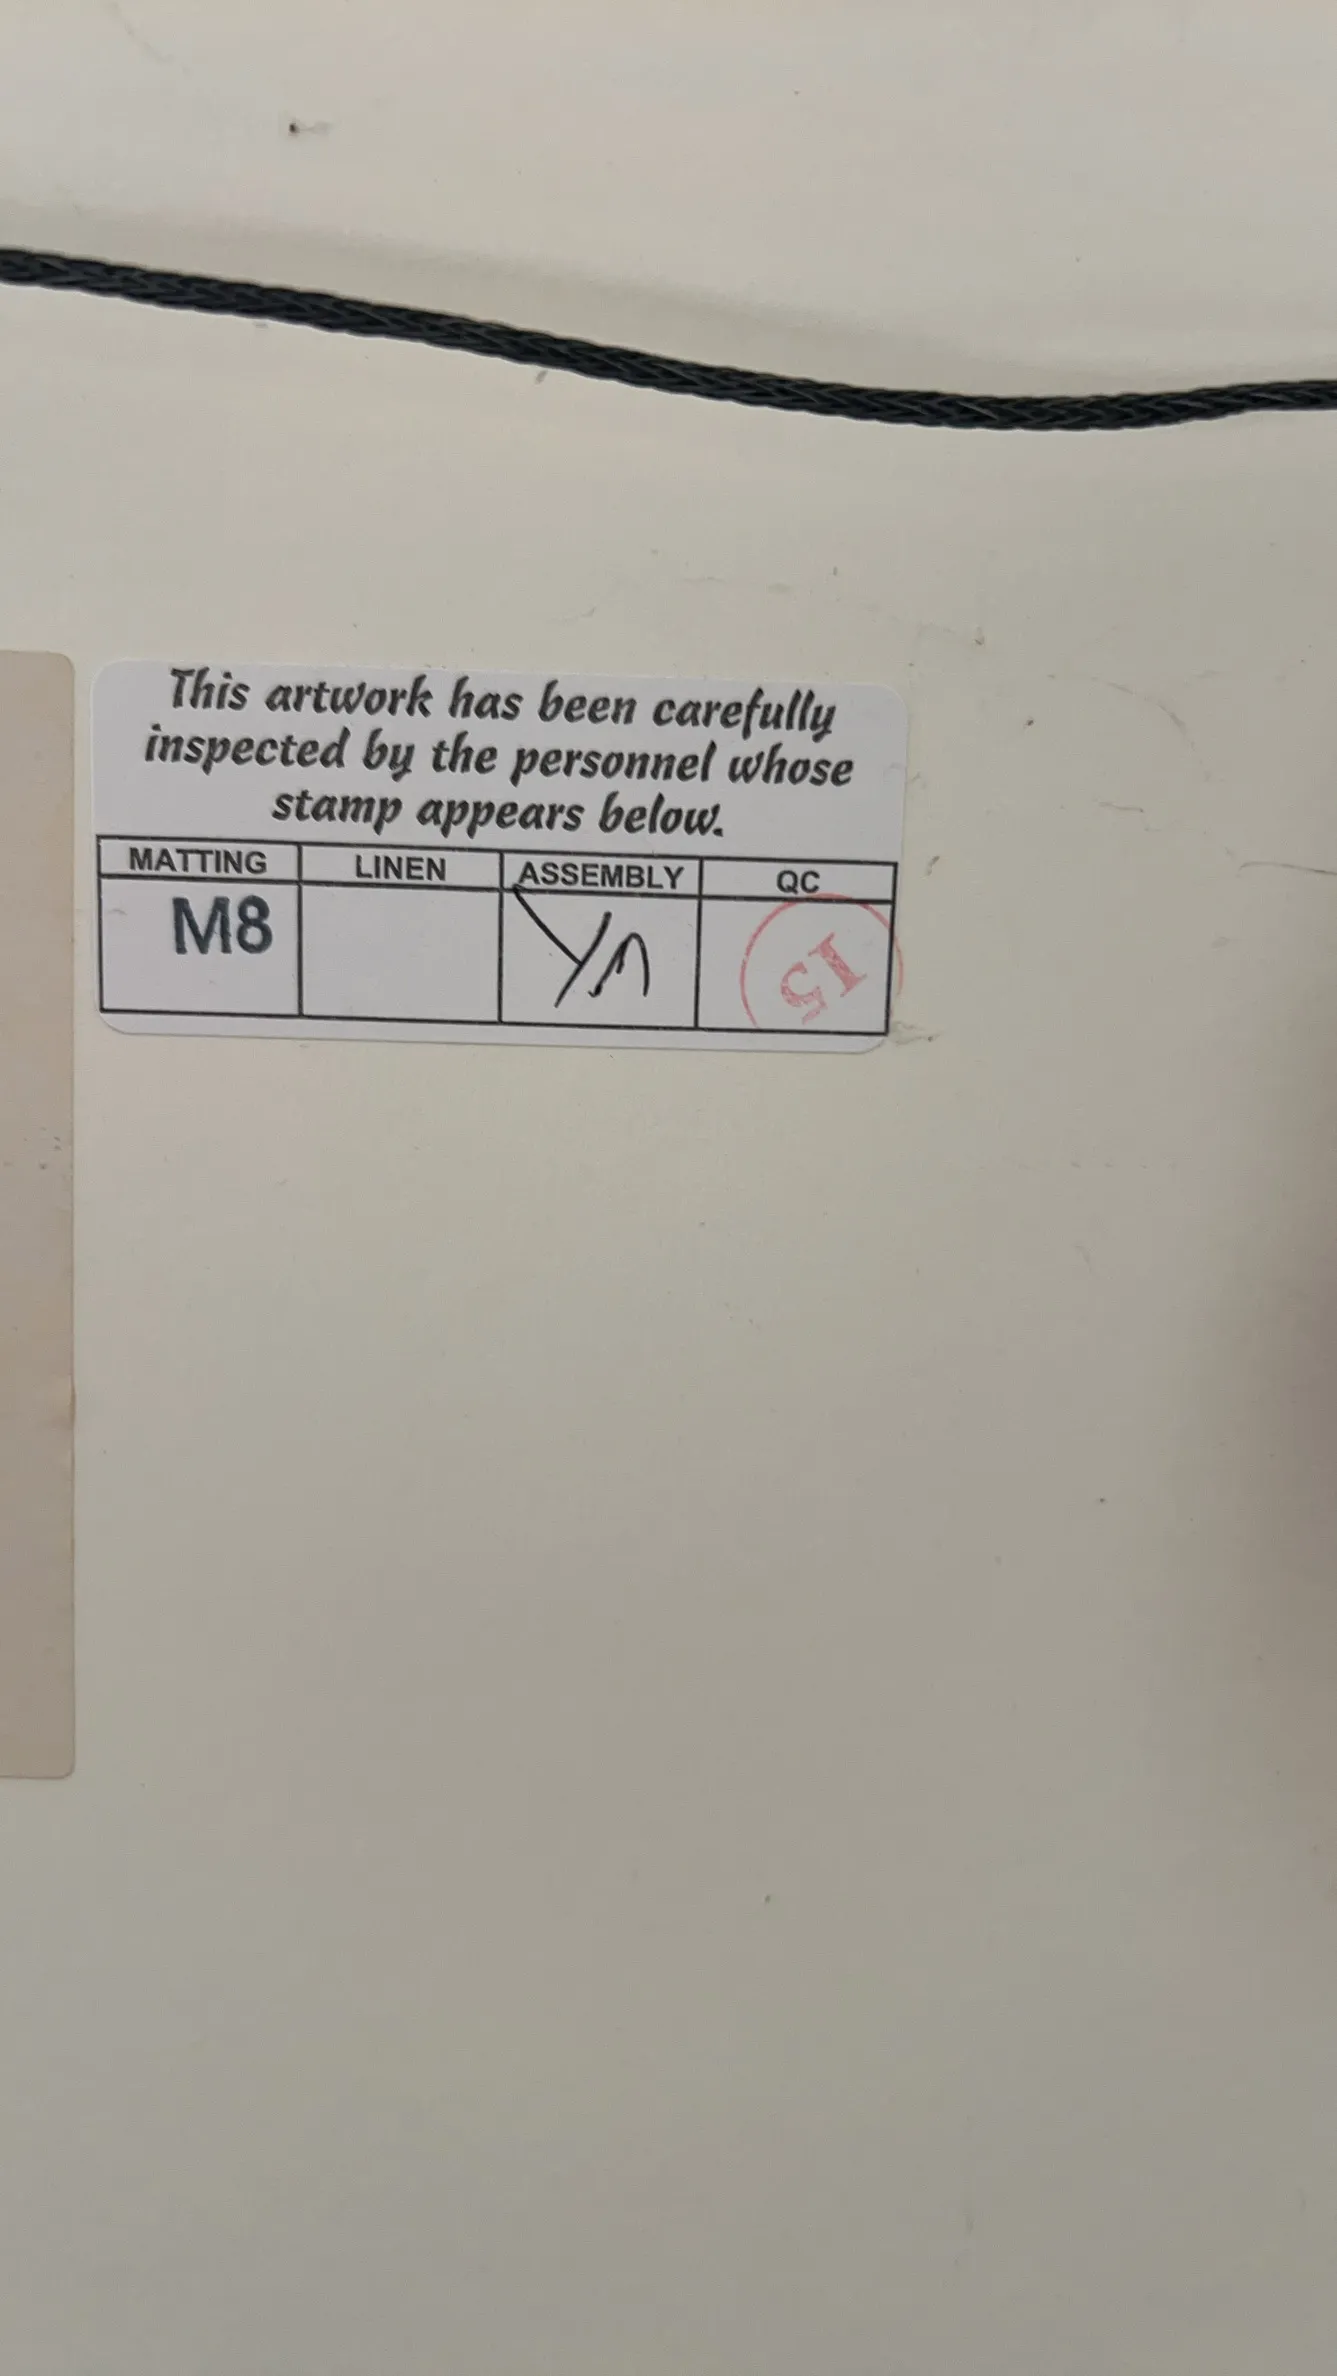 This artwork has been carefully
inspected by the personnel whose
stamp appears below.
MATTING LINEN ASSEMBLY QC
M8 YM 15